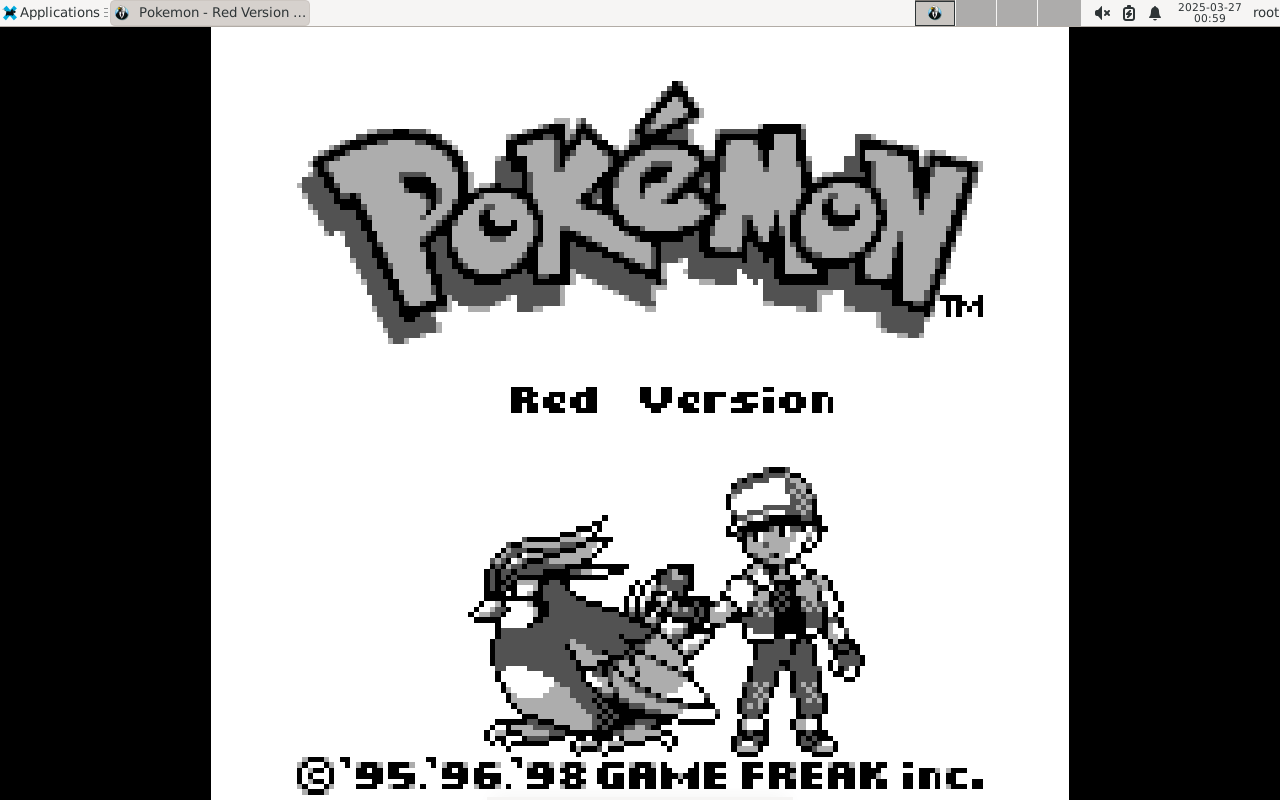 Applications
Pokemon - Red Version ...
2025-03-27
00:59
root
POKéMON
TM
Red Version
©'95.'96.'98 GAME FREAK inc.